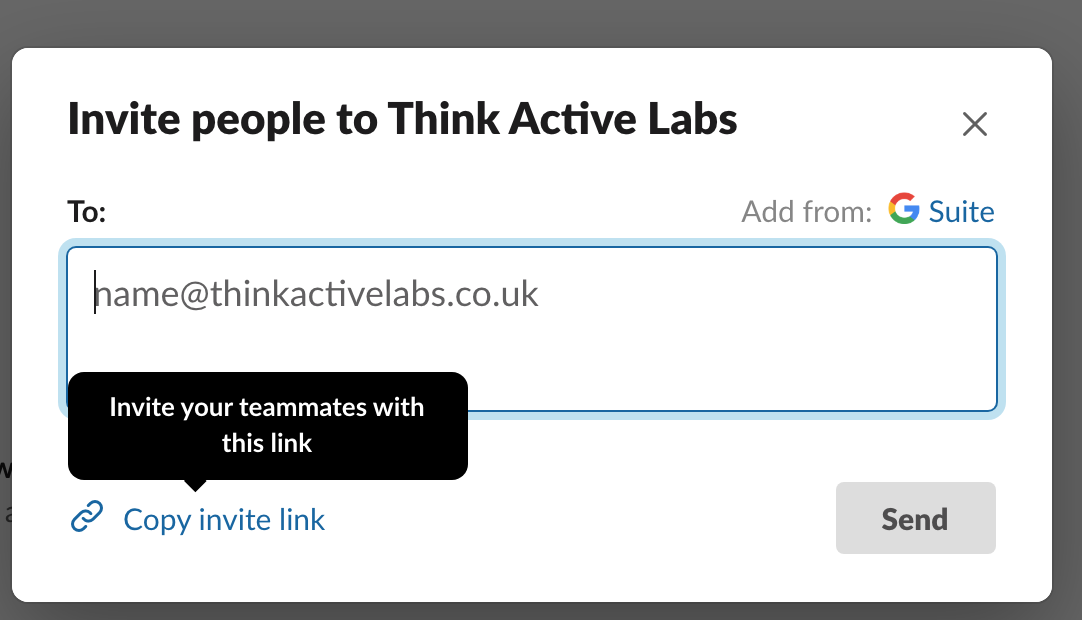 Invite people to Think Active Labs
To:
Add from: G Suite
name@thinkactivelabs.co.uk
Invite your teammates with
this link
Copy invite link
Send